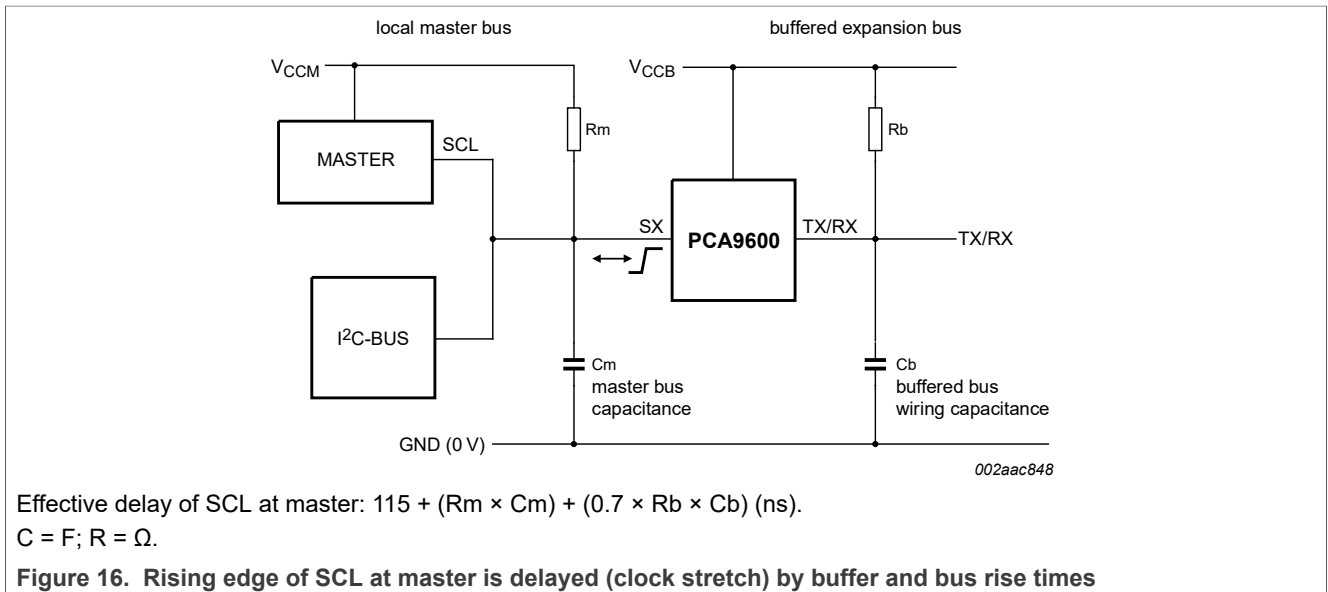 local master bus
buffered expansion bus
VCCM
VCCB
Rm
Rb
MASTER
SCL
SX
PCA9600
TX/RX
TX/RX
I²C-BUS
Cm
master bus
capacitance
Cb
buffered bus
wiring capacitance
GND (0 V)
002aac848
Effective delay of SCL at master: 115 + (Rm × Cm) + (0.7 × Rb × Cb) (ns).
C = F; R = Ω.
Figure 16. Rising edge of SCL at master is delayed (clock stretch) by buffer and bus rise times